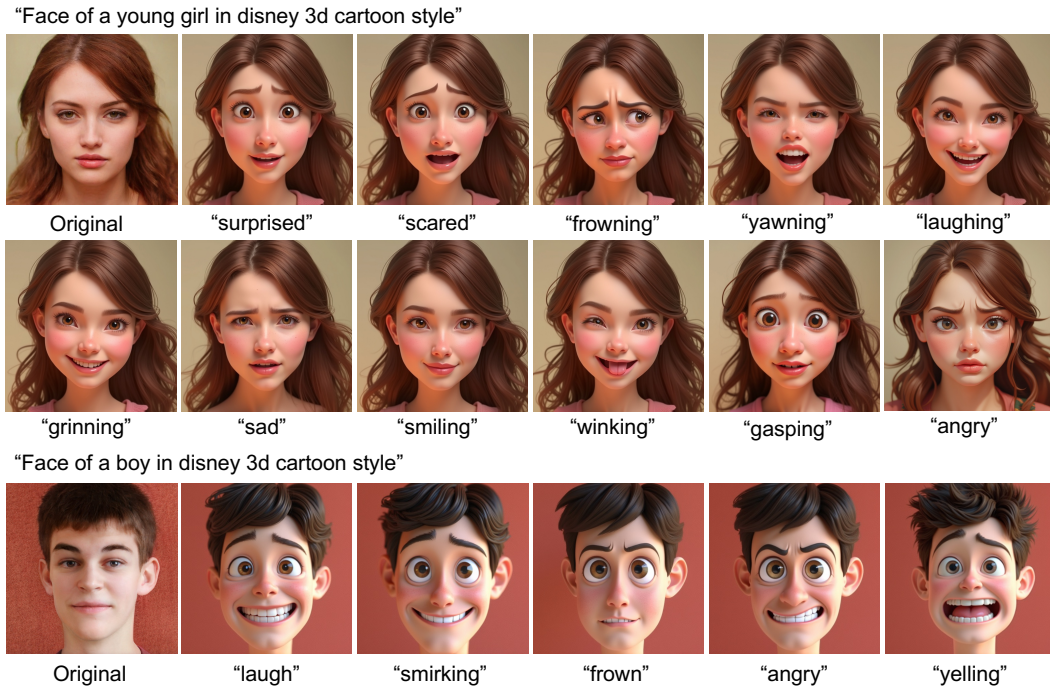 “Face of a young girl in disney 3d cartoon style”
Original “surprised” “scared” “frowning” “yawning” “laughing”
“grinning” “sad” “smiling” “winking” “gasping” “angry”
“Face of a boy in disney 3d cartoon style”
Original “laugh” “smirking” “frown” “angry” “yelling”